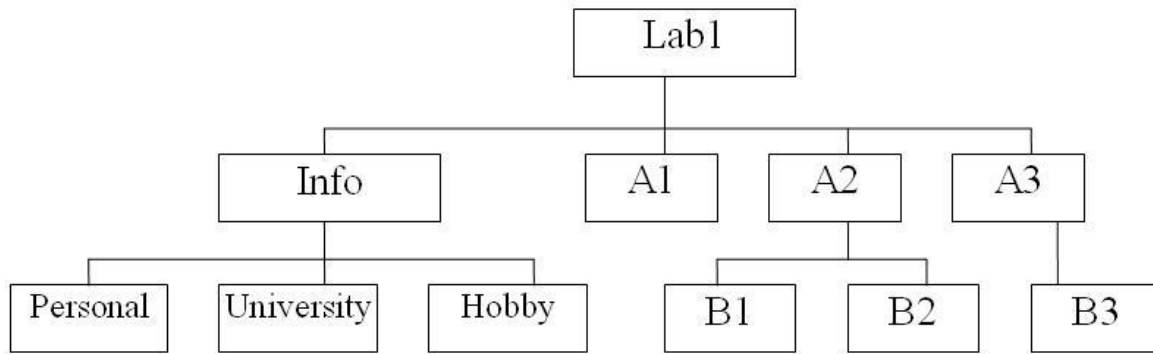 Lab1
Info
A1
A2
A3
Personal
University
Hobby
B1
B2
B3